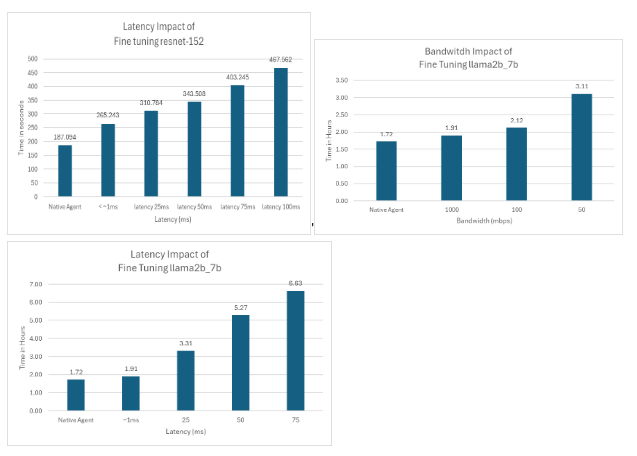 Latency Impact of
Fine tuning resnet-152
500
450
400
350
300
250
200
150
100
50
0
187.094
265.243
310.784
343.508
403.245
467.562
Time in seconds
Native Agent
<~1ms
latency 25ms
latency 50ms
latency 75ms
latency 100ms
Latency (ms)
Bandwitdh Impact of
Fine Tuning llama2b_7b
3.50
3.00
2.50
2.00
1.50
1.00
0.50
0.00
1.72
1.91
2.12
3.11
Time in Hours
Native Agent
1000
100
50
Bandwidth (mbps)
Latency Impact of
Fine Tuning llama2b_7b
7.00
6.00
5.00
4.00
3.00
2.00
1.00
0.00
1.72
1.91
3.31
5.27
6.63
Time in Hours
Native Agent
~1ms
25
50
75
Latency (ms)